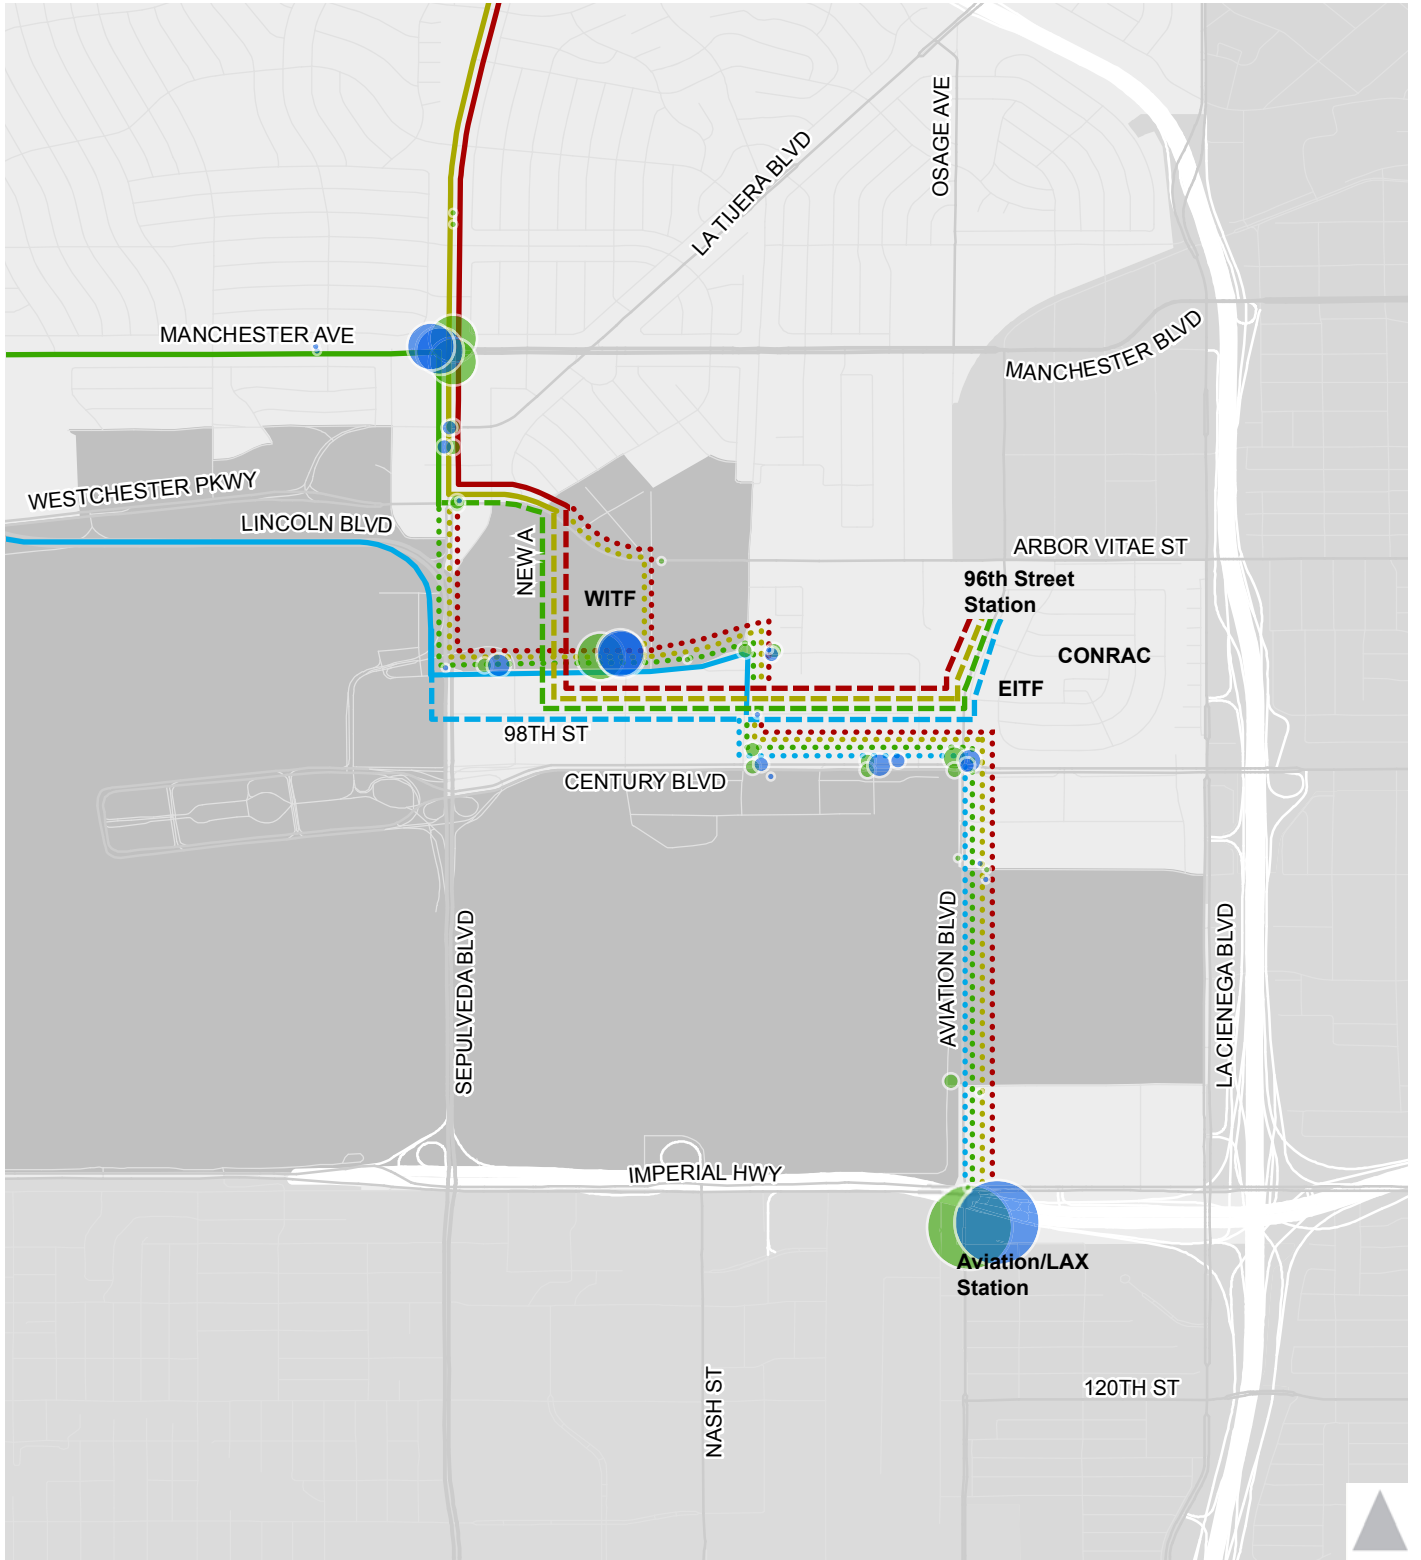 OSAGE AVE
LA TIJERA BLVD
MANCHESTER AVE
MANCHESTER BLVD
WESTCHESTER PKWY
LINCOLN BLVD
NEW A
ARBOR VITAE ST
96th Street
Station
WITF
CONRAC
EITF
98TH ST
CENTURY BLVD
SEPULVEDA BLVD
AVIATION BLVD
LA CIENEGA BLVD
IMPERIAL HWY
Aviation/LAX
Station
NASH ST
120TH ST